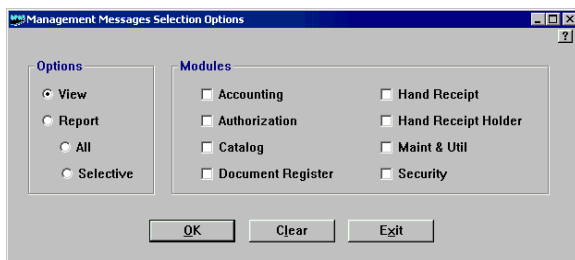 Management Messages Selection Options
?
Options
View
Report
All
Selective
Modules
Accounting
Authorization
Catalog
Document Register
Hand Receipt
Hand Receipt Holder
Maint & Util
Security
OK
Clear
Exit